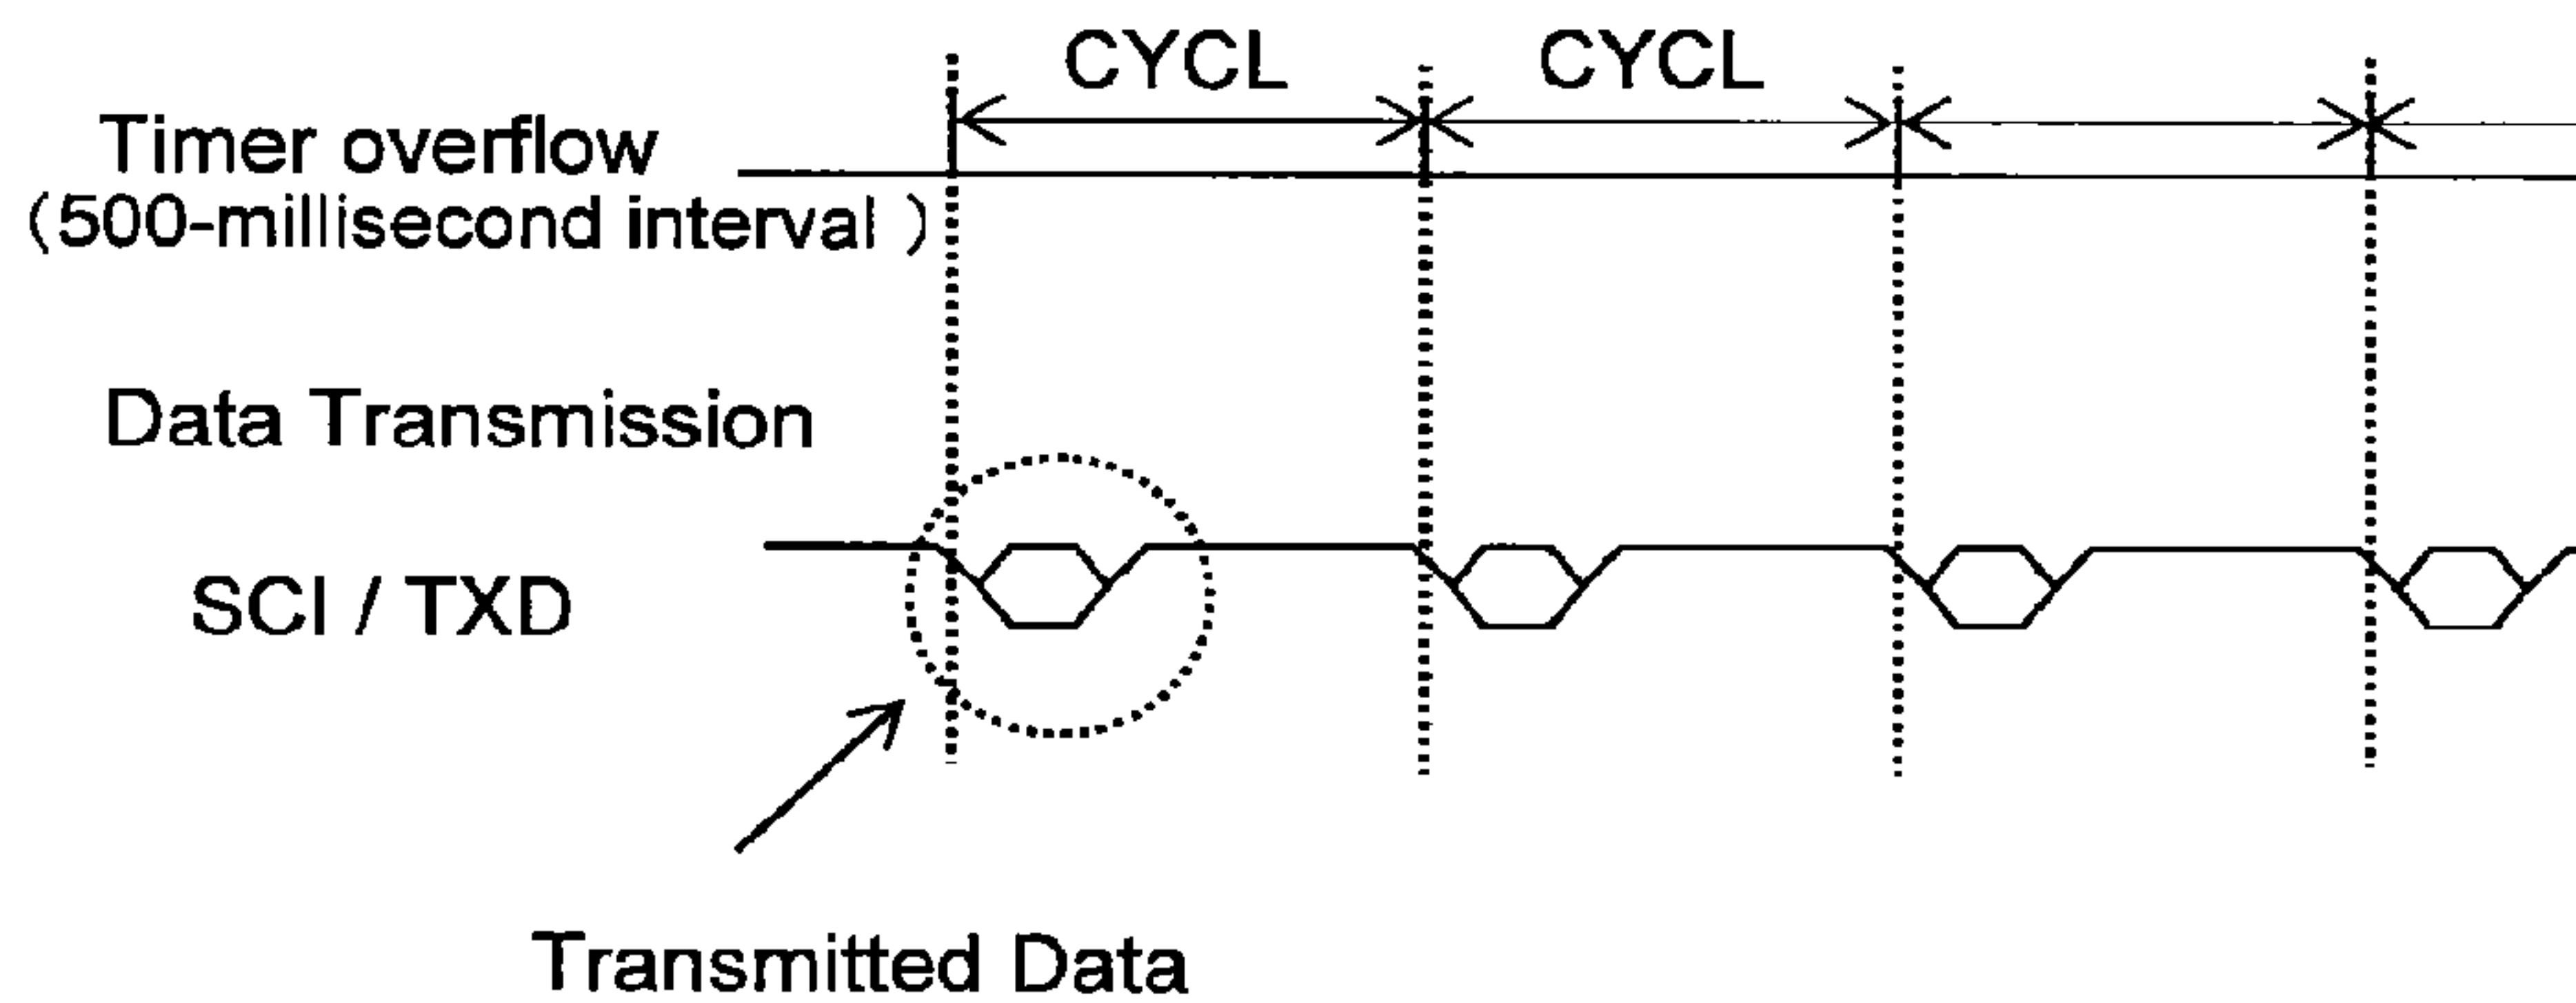 CYCL CYCL
Timer overflow
(500-millisecond interval )
Data Transmission
SCI / TXD
Transmitted Data